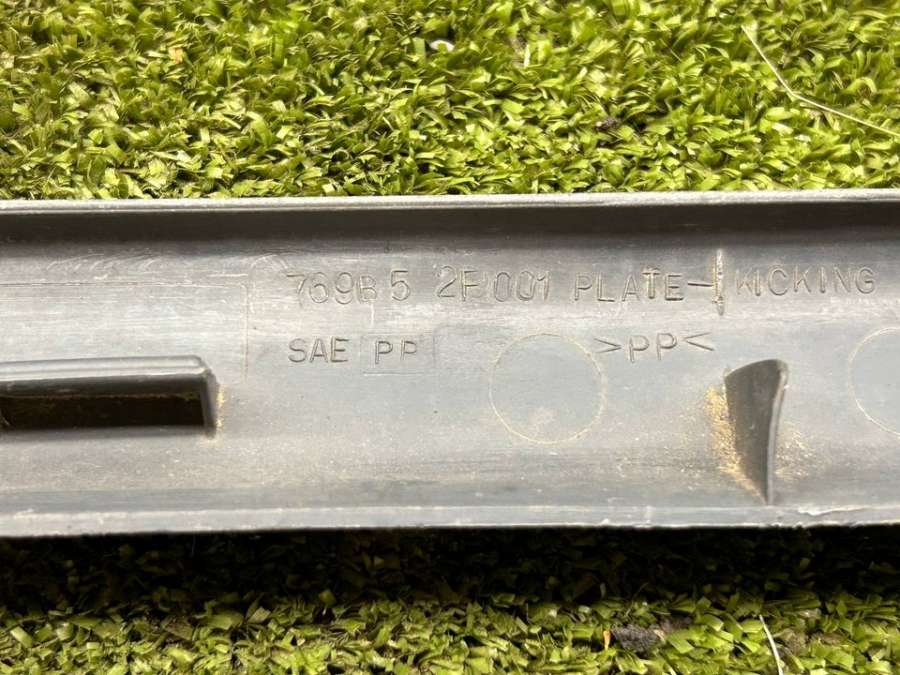 769B5 2F001 PLATE-KICKING
SAE PP >PP<